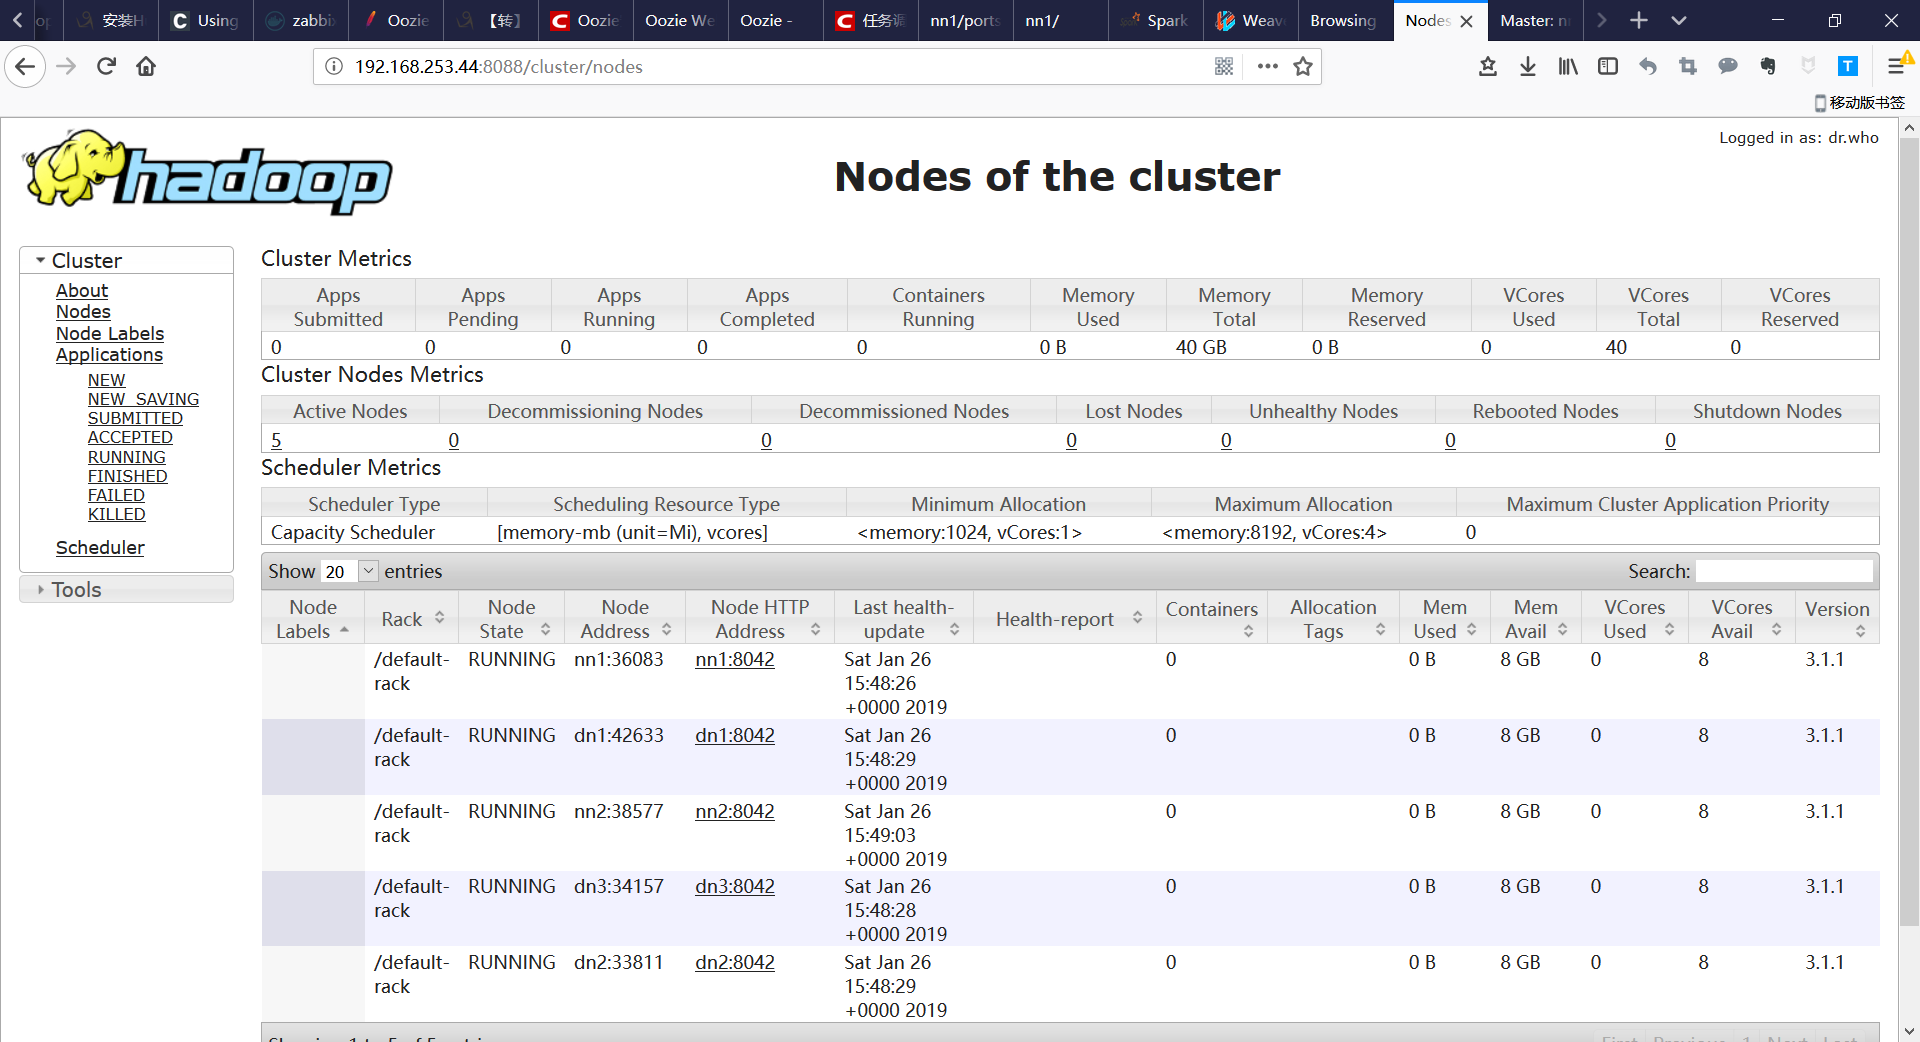 安装H
Using
zabbi
Oozie
【转】
Oozie
Oozie We
Oozie -
任务调
nn1/ports
nn1/
Spark
Weav
Browsing
Nodes
Master: n
192.168.253.44:8088/cluster/nodes
移动版书签
Logged in as: dr.who
hadoop
Nodes of the cluster
Cluster
About
Nodes
Node Labels
Applications
NEW
NEW_SAVING
SUBMITTED
ACCEPTED
RUNNING
FINISHED
FAILED
KILLED
Scheduler
Tools
Cluster Metrics
Apps Submitted Apps Pending Apps Running Apps Completed Containers Running Memory Used Memory Total Memory Reserved VCores Used VCores Total VCores Reserved
0 0 0 0 0 0 B 40 GB 0 B 0 40 0
Cluster Nodes Metrics
Active Nodes Decommissioning Nodes Decommissioned Nodes Lost Nodes Unhealthy Nodes Rebooted Nodes Shutdown Nodes
5 0 0 0 0 0 0
Scheduler Metrics
Scheduler Type Scheduling Resource Type Minimum Allocation Maximum Allocation Maximum Cluster Application Priority
Capacity Scheduler [memory-mb (unit=Mi), vcores] <memory:1024, vCores:1> <memory:8192, vCores:4> 0
Show 20 entries Search:
Node Labels Rack Node State Node Address Node HTTP Address Last health-update Health-report Containers Allocation Tags Mem Used Mem Avail VCores Used VCores Avail Version
/default-rack RUNNING nn1:36083 nn1:8042 Sat Jan 26 15:48:26 +0000 2019 0 0 B 8 GB 0 8 3.1.1
/default-rack RUNNING dn1:42633 dn1:8042 Sat Jan 26 15:48:29 +0000 2019 0 0 B 8 GB 0 8 3.1.1
/default-rack RUNNING nn2:38577 nn2:8042 Sat Jan 26 15:49:03 +0000 2019 0 0 B 8 GB 0 8 3.1.1
/default-rack RUNNING dn3:34157 dn3:8042 Sat Jan 26 15:48:28 +0000 2019 0 0 B 8 GB 0 8 3.1.1
/default-rack RUNNING dn2:33811 dn2:8042 Sat Jan 26 15:48:29 +0000 2019 0 0 B 8 GB 0 8 3.1.1